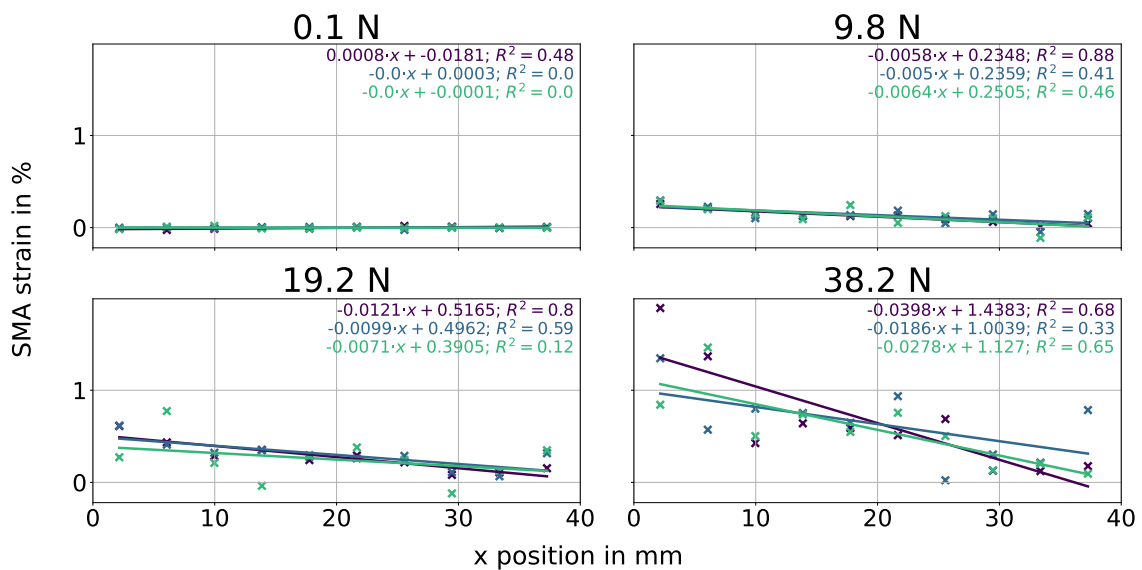 0.1 N
0.0008·x + -0.0181; R² = 0.48
-0.0·x + 0.0003; R² = 0.0
-0.0·x + -0.0001; R² = 0.0
1
0
9.8 N
-0.0058·x + 0.2348; R² = 0.88
-0.005·x + 0.2359; R² = 0.41
-0.0064·x + 0.2505; R² = 0.46
SMA strain in %
19.2 N
-0.0121·x + 0.5165; R² = 0.8
-0.0099·x + 0.4962; R² = 0.59
-0.0071·x + 0.3905; R² = 0.12
1
0
0 10 20 30 40
38.2 N
-0.0398·x + 1.4383; R² = 0.68
-0.0186·x + 1.0039; R² = 0.33
-0.0278·x + 1.127; R² = 0.65
0 10 20 30 40
x position in mm